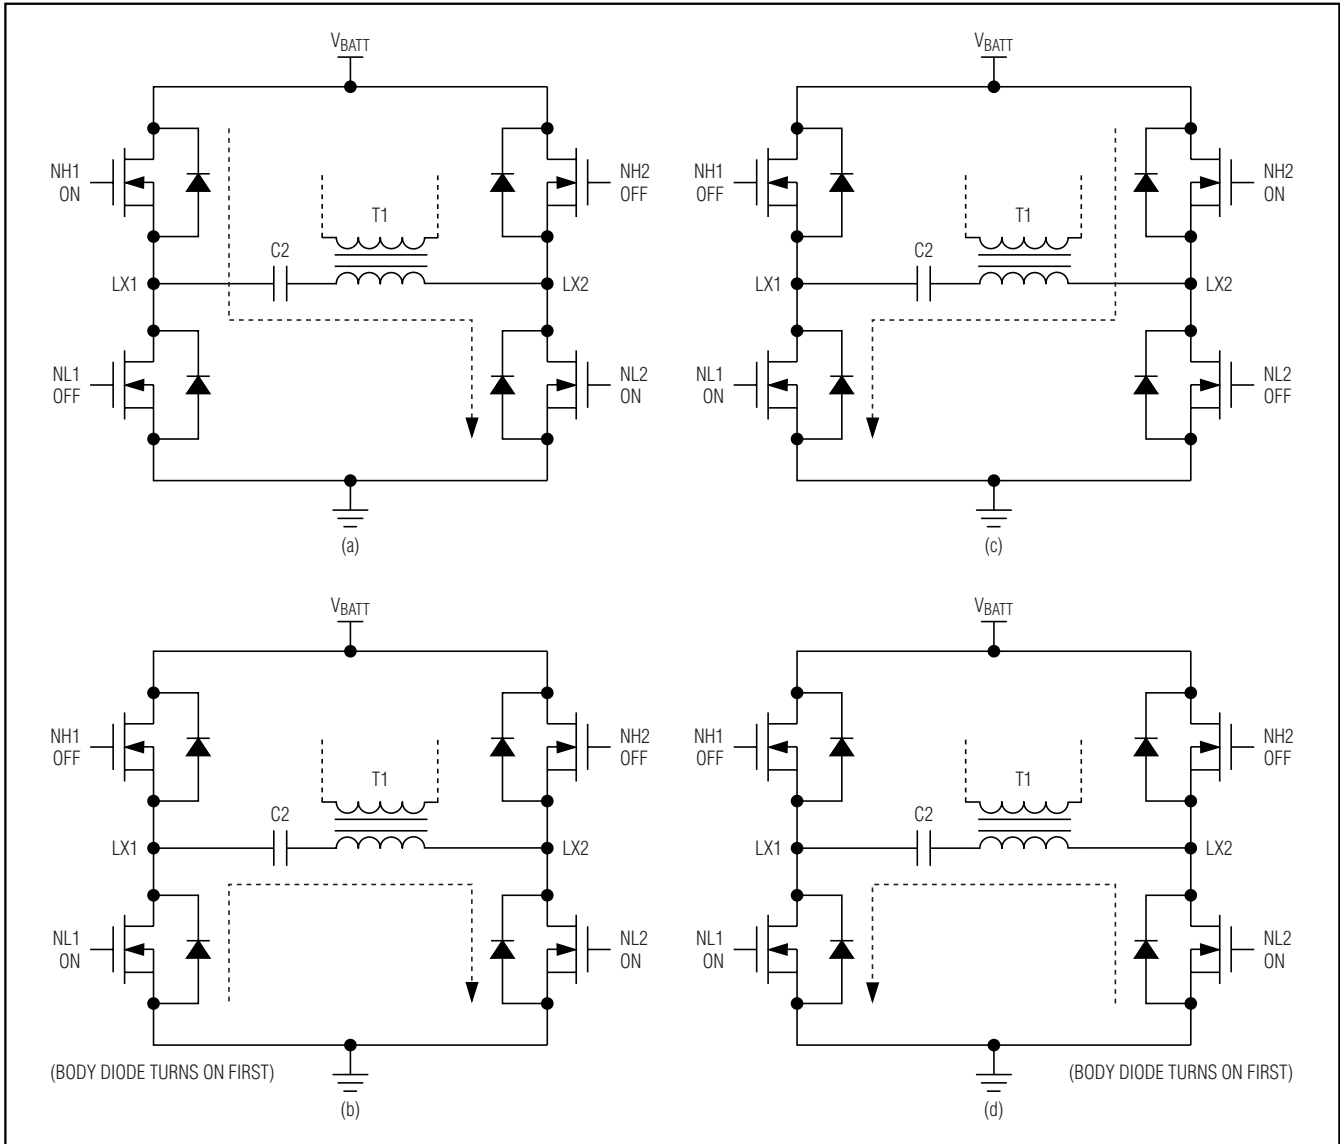 VBATT
NH1
ON
NH2
OFF
T1
C2
LX1
LX2
NL1
OFF
NL2
ON
(a)
VBATT
NH1
OFF
NH2
ON
T1
C2
LX1
LX2
NL1
ON
NL2
OFF
(c)
VBATT
NH1
OFF
NH2
OFF
T1
C2
LX1
LX2
NL1
ON
NL2
ON
(BODY DIODE TURNS ON FIRST)
(b)
VBATT
NH1
OFF
NH2
OFF
T1
C2
LX1
LX2
NL1
ON
NL2
ON
(BODY DIODE TURNS ON FIRST)
(d)